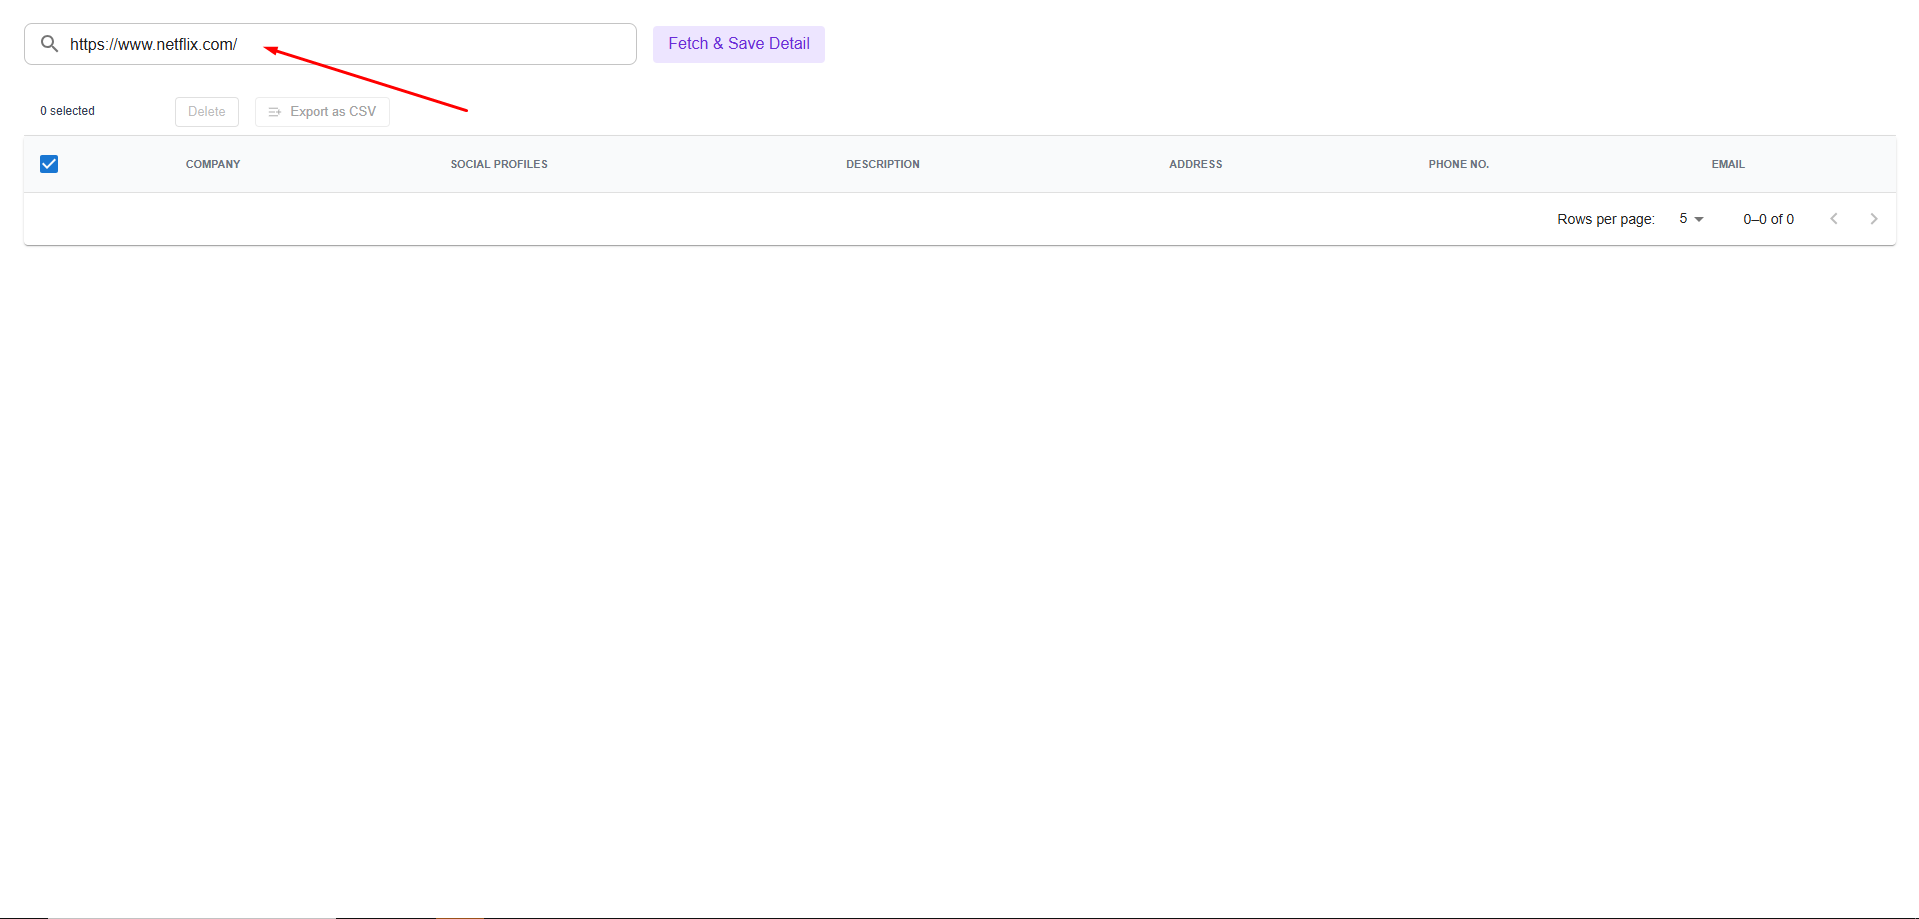 https://www.netflix.com/
Fetch & Save Detail
0 selected
Delete
Export as CSV
COMPANY
SOCIAL PROFILES
DESCRIPTION
ADDRESS
PHONE NO.
EMAIL
Rows per page:
5
0–0 of 0